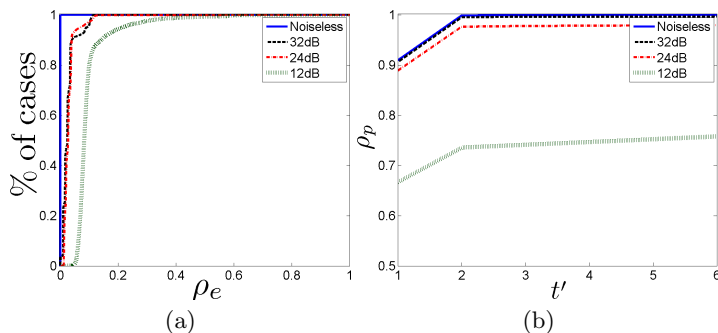 1
0.8
0.6
0.4
0.2
0
% of cases
0 0.2 0.4 0.6 0.8 1
ρe
Noiseless
32dB
24dB
12dB
(a)
1
0.9
0.8
0.7
0.6
0.5
ρp
1 2 3 4 5 6
t′
Noiseless
32dB
24dB
12dB
(b)